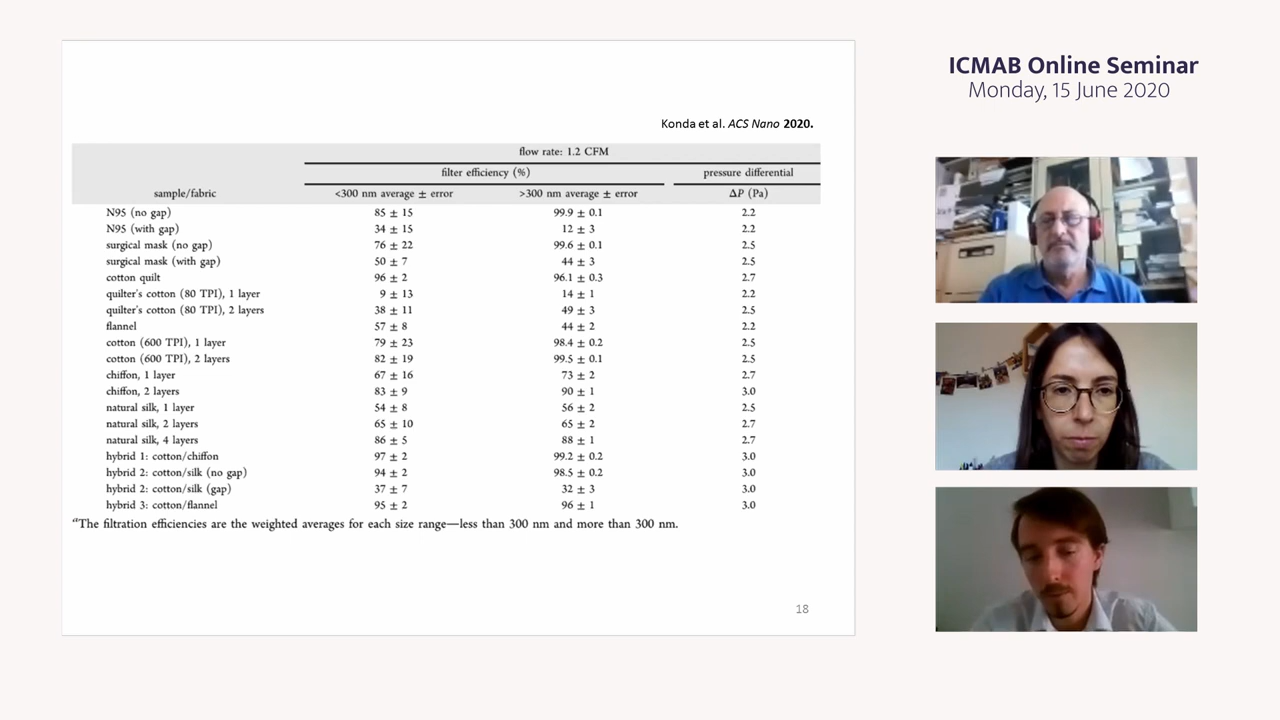 ICMAB Online Seminar
Monday, 15 June 2020
Konda et al. ACS Nano 2020.
flow rate: 1.2 CFM
filter efficiency (%) pressure differential
sample/fabric <300 nm average ± error >300 nm average ± error ΔP (Pa)
N95 (no gap) 85 ± 15 99.9 ± 0.1 2.2
N95 (with gap) 34 ± 15 12 ± 3 2.2
surgical mask (no gap) 76 ± 22 99.6 ± 0.1 2.5
surgical mask (with gap) 50 ± 7 44 ± 3 2.5
cotton quilt 96 ± 2 96.1 ± 0.3 2.7
quilter's cotton (80 TPI), 1 layer 9 ± 13 14 ± 1 2.2
quilter's cotton (80 TPI), 2 layers 38 ± 11 49 ± 3 2.5
flannel 57 ± 8 44 ± 2 2.2
cotton (600 TPI), 1 layer 79 ± 23 98.4 ± 0.2 2.5
cotton (600 TPI), 2 layers 82 ± 19 99.5 ± 0.1 2.5
chiffon, 1 layer 67 ± 16 73 ± 2 2.7
chiffon, 2 layers 83 ± 9 90 ± 1 3.0
natural silk, 1 layer 54 ± 8 56 ± 2 2.5
natural silk, 2 layers 65 ± 10 65 ± 2 2.7
natural silk, 4 layers 86 ± 5 88 ± 1 2.7
hybrid 1: cotton/chiffon 97 ± 2 99.2 ± 0.2 3.0
hybrid 2: cotton/silk (no gap) 94 ± 2 98.5 ± 0.2 3.0
hybrid 2: cotton/silk (gap) 37 ± 7 32 ± 3 3.0
hybrid 3: cotton/flannel 95 ± 2 96 ± 1 3.0
aThe filtration efficiencies are the weighted averages for each size range—less than 300 nm and more than 300 nm.
18